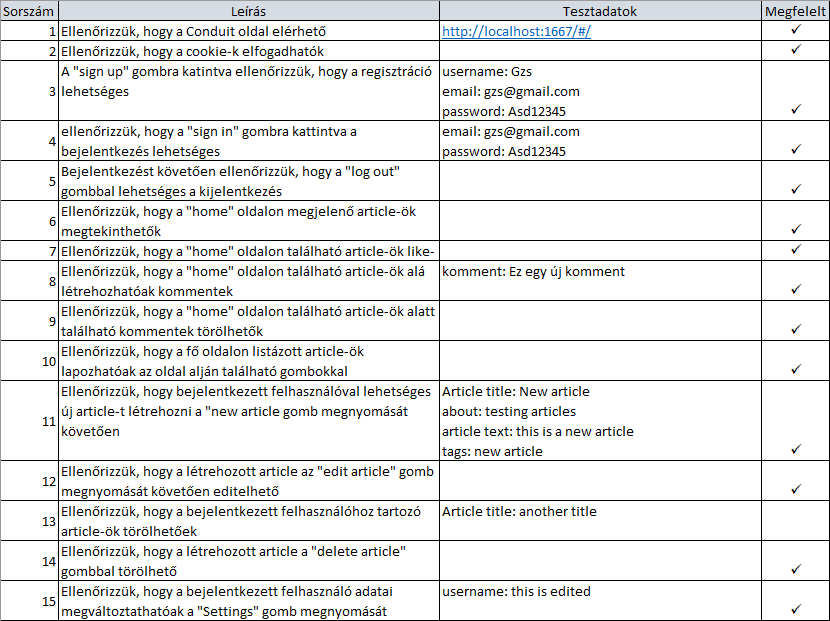 Sorszám Leírás Tesztadatok Megfelelt
1 Ellenőrizzük, hogy a Conduit oldal elérhető http://localhost:1667/#/ ✓
2 Ellenőrizzük, hogy a cookie-k elfogadhatók ✓
A "sign up" gombra katintva ellenőrizzük, hogy a regisztráció username: Gzs
3 lehetséges email: gzs@gmail.com
password: Asd12345 ✓
ellenőrizzük, hogy a "sign in" gombra kattintva a email: gzs@gmail.com
4 bejelentkezés lehetséges password: Asd12345 ✓
Bejelentkezést követően ellenőrizzük, hogy a "log out"
5 gombbal lehetséges a kijelentkezés ✓
Ellenőrizzük, hogy a "home" oldalon megjelenő article-ök
6 megtekinthetők ✓
7 Ellenőrizzük, hogy a "home" oldalon található article-ök like- ✓
Ellenőrizzük, hogy a "home" oldalon található article-ök alá komment: Ez egy új komment
8 létrehozhatóak kommentek ✓
Ellenőrizzük, hogy a "home" oldalon található article-ök alatt
9 található kommentek törölhetők ✓
Ellenőrizzük, hogy a fő oldalon listázott article-ök
10 lapozhatóak az oldal alján található gombokkal ✓
Ellenőrizzük, hogy bejelentkezett felhasználóval lehetséges Article title: New article
új article-t létrehozni a "new article gomb megnyomását about: testing articles
11 követően article text: this is a new article
tags: new article ✓
Ellenőrizzük, hogy a létrehozott article az "edit article" gomb
12 megnyomását követően editelhető ✓
Ellenőrizzük, hogy a bejelentkezett felhasználóhoz tartozó Article title: another title
13 article-ök törölhetőek
Ellenőrizzük, hogy a létrehozott article a "delete article"
14 gombbal törölhető ✓
Ellenőrizzük, hogy a bejelentkezett felhasználó adatai username: this is edited
15 megváltoztathatóak a "Settings" gomb megnyomását ✓